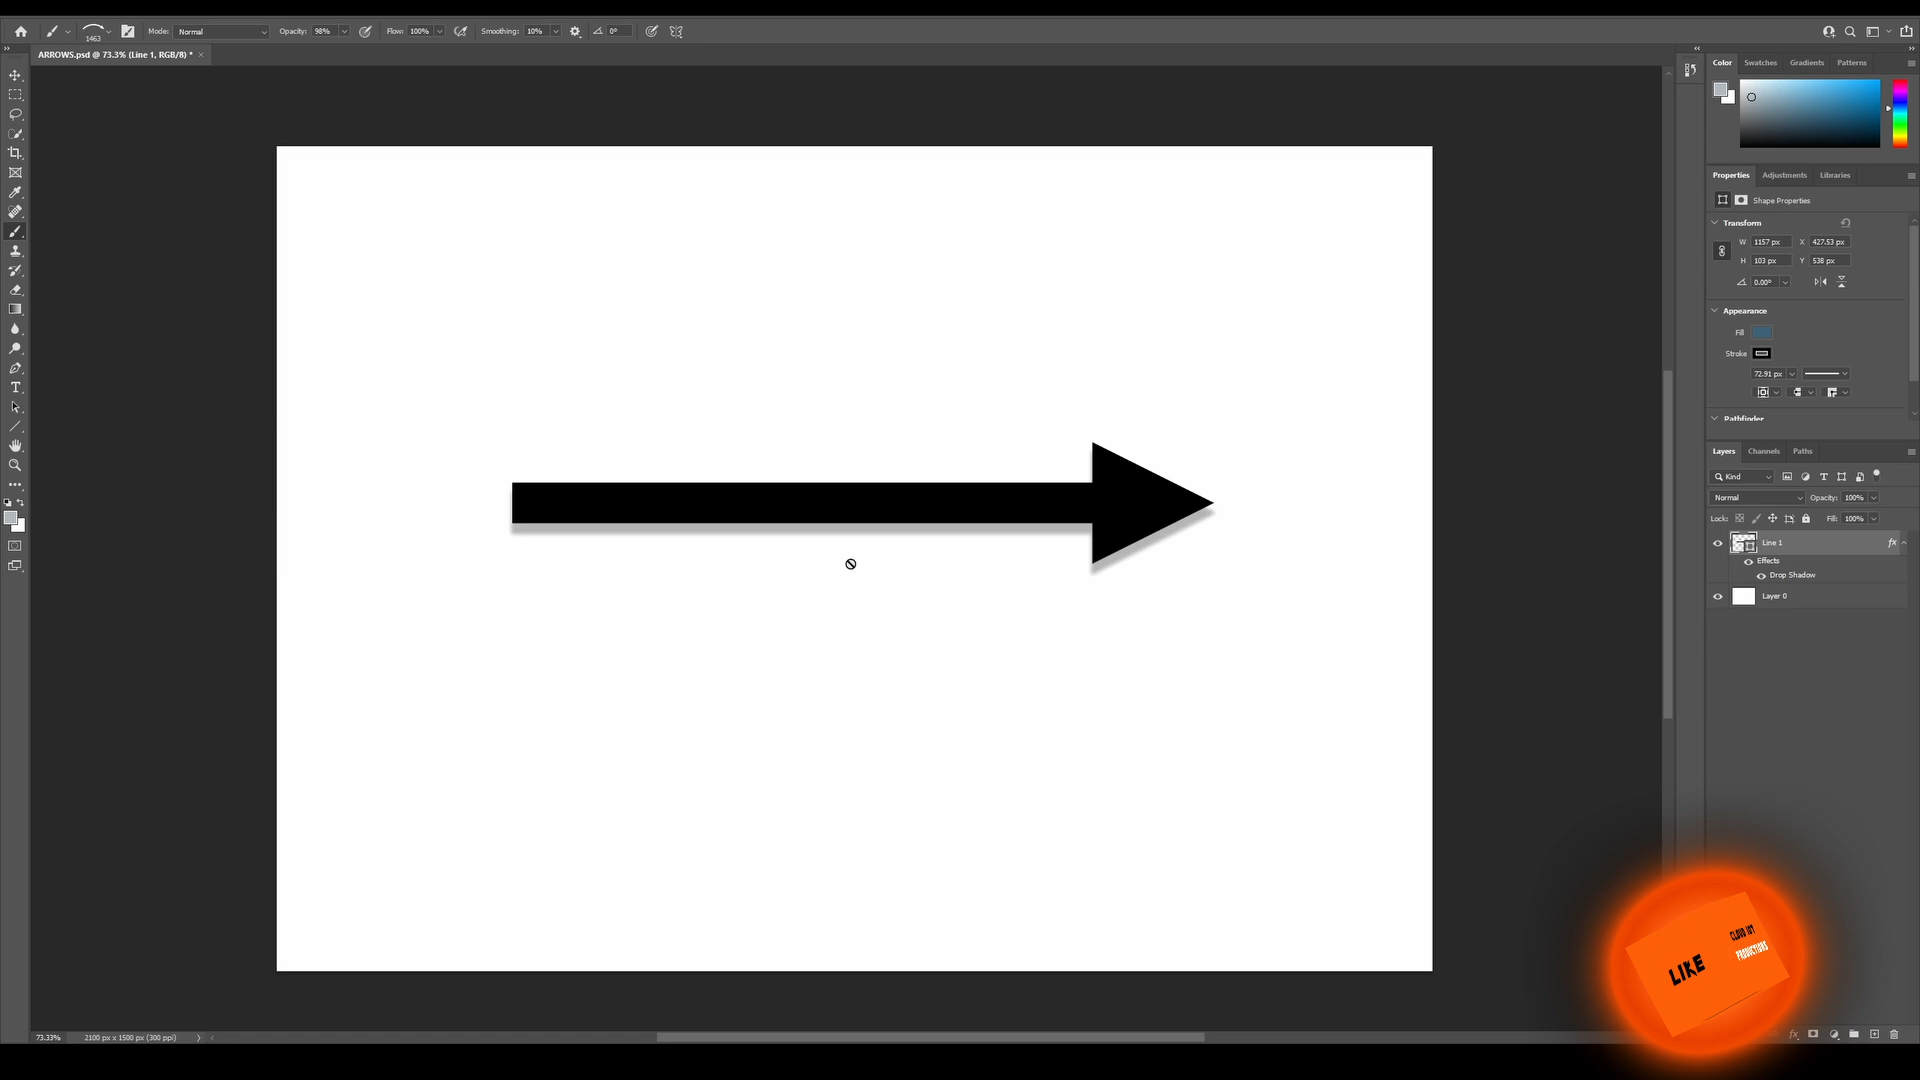 1463
Mode: Normal
Opacity: 98%
Flow: 100%
Smoothing: 10%
0°
ARROWS.psd @ 73.3% (Line 1, RGB/8) * ×
Color Swatches Gradients Patterns
Properties Adjustments Libraries
Shape Properties
Transform
W 1157 px X 427.53 px
H 103 px Y 538 px
0.00°
Appearance
Fill
Stroke
72.91 px
Pathfinder
Layers Channels Paths
Kind
Normal Opacity: 100%
Lock: Fill: 100%
Line 1 fx
Effects
Drop Shadow
Layer 0
LIKE
PRODUCTIONS
73.33% 2100 px x 1500 px (300 ppi)
fx